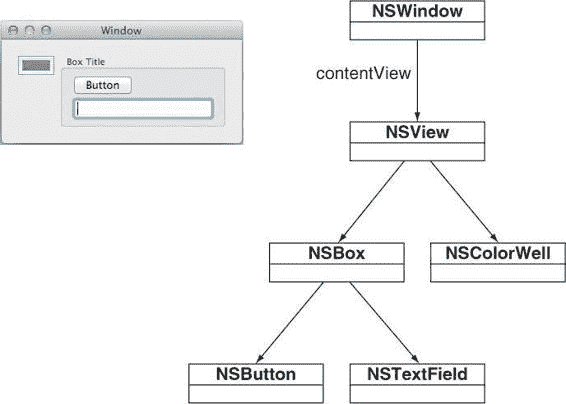 Window
Box Title
Button
NSWindow
contentView
NSView
NSBox
NSColorWell
NSButton
NSTextField